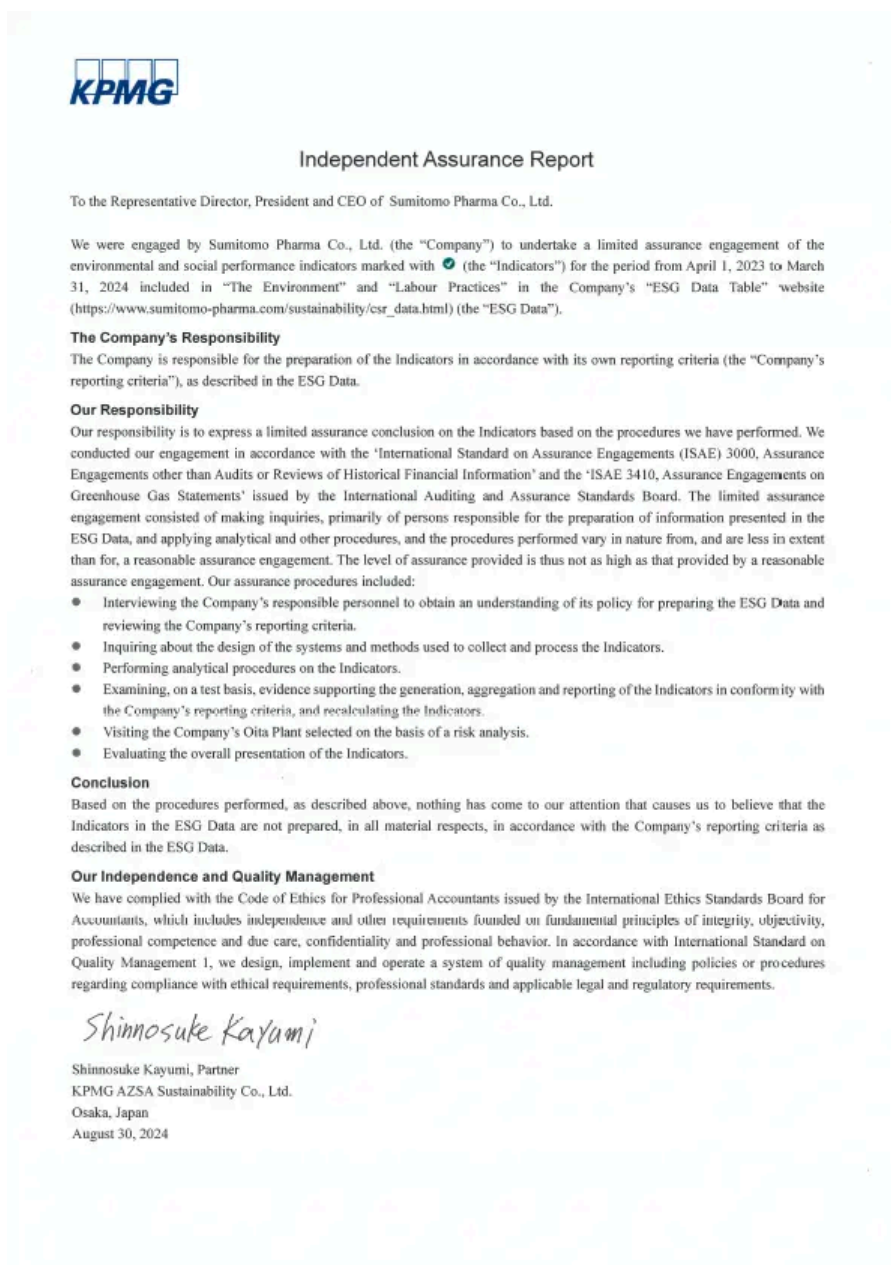 KPMG
Independent Assurance Report
To the Representative Director, President and CEO of Sumitomo Pharma Co., Ltd.
We were engaged by Sumitomo Pharma Co., Ltd. (the “Company”) to undertake a limited assurance engagement of the
environmental and social performance indicators marked with (the “Indicators”) for the period from April 1, 2023 to March
31, 2024 included in “The Environment” and “Labour Practices” in the Company’s “ESG Data Table” website
(https://www.sumitomo-pharma.com/sustainability/csr_data.html) (the “ESG Data”).
The Company’s Responsibility
The Company is responsible for the preparation of the Indicators in accordance with its own reporting criteria (the “Company’s
reporting criteria”), as described in the ESG Data.
Our Responsibility
Our responsibility is to express a limited assurance conclusion on the Indicators based on the procedures we have performed. We
conducted our engagement in accordance with the ‘International Standard on Assurance Engagements (ISAE) 3000, Assurance
Engagements other than Audits or Reviews of Historical Financial Information’ and the ‘ISAE 3410, Assurance Engagements on
Greenhouse Gas Statements’ issued by the International Auditing and Assurance Standards Board. The limited assurance
engagement consisted of making inquiries, primarily of persons responsible for the preparation of information presented in the
ESG Data, and applying analytical and other procedures, and the procedures performed vary in nature from, and are less in extent
than for, a reasonable assurance engagement. The level of assurance provided is thus not as high as that provided by a reasonable
assurance engagement. Our assurance procedures included:
● Interviewing the Company’s responsible personnel to obtain an understanding of its policy for preparing the ESG Data and
reviewing the Company’s reporting criteria.
● Inquiring about the design of the systems and methods used to collect and process the Indicators.
● Performing analytical procedures on the Indicators.
● Examining, on a test basis, evidence supporting the generation, aggregation and reporting of the Indicators in conformity with
the Company’s reporting criteria, and recalculating the Indicators.
● Visiting the Company’s Oita Plant selected on the basis of a risk analysis.
● Evaluating the overall presentation of the Indicators.
Conclusion
Based on the procedures performed, as described above, nothing has come to our attention that causes us to believe that the
Indicators in the ESG Data are not prepared, in all material respects, in accordance with the Company’s reporting criteria as
described in the ESG Data.
Our Independence and Quality Management
We have complied with the Code of Ethics for Professional Accountants issued by the International Ethics Standards Board for
Accountants, which includes independence and other requirements founded on fundamental principles of integrity, objectivity,
professional competence and due care, confidentiality and professional behavior. In accordance with International Standard on
Quality Management 1, we design, implement and operate a system of quality management including policies or procedures
regarding compliance with ethical requirements, professional standards and applicable legal and regulatory requirements.
Shinnosuke Kayumi
Shinnosuke Kayumi, Partner
KPMG AZSA Sustainability Co., Ltd.
Osaka, Japan
August 30, 2024